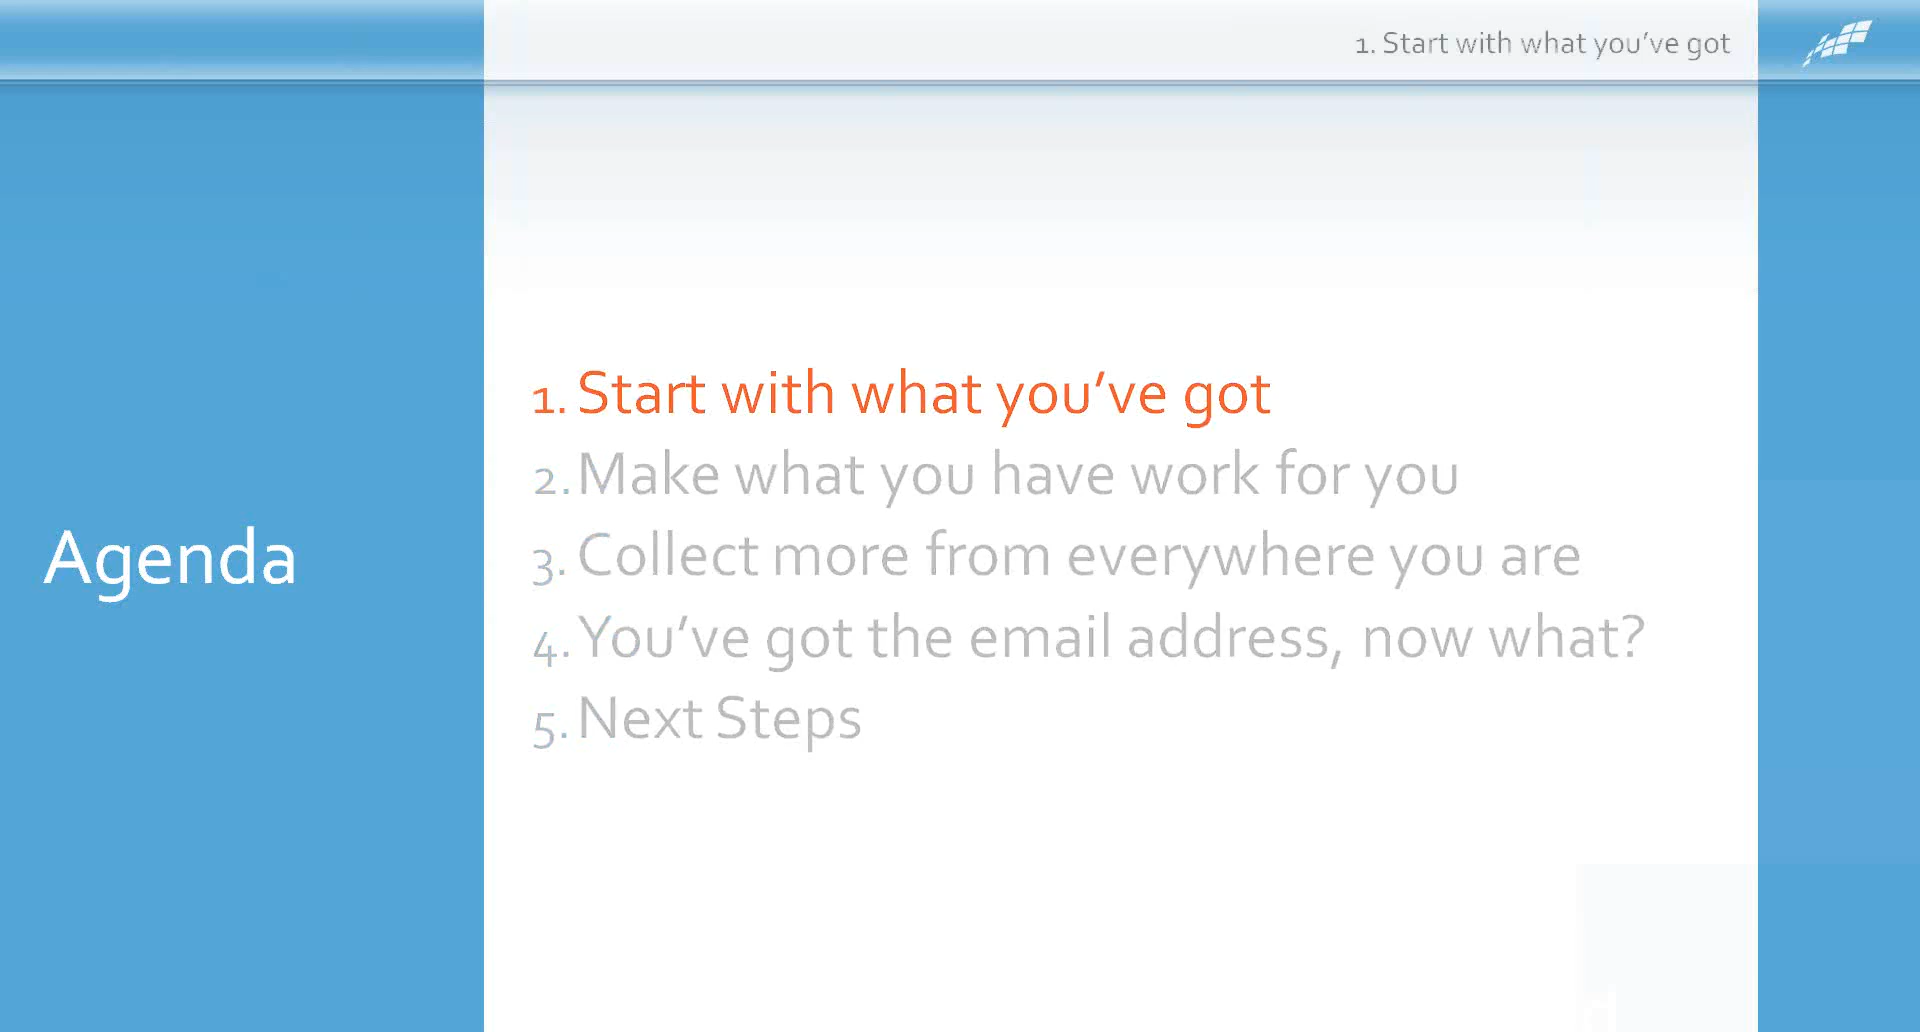 1. Start with what you’ve got
Agenda
1. Start with what you’ve got
2. Make what you have work for you
3. Collect more from everywhere you are
4. You’ve got the email address, now what?
5. Next Steps